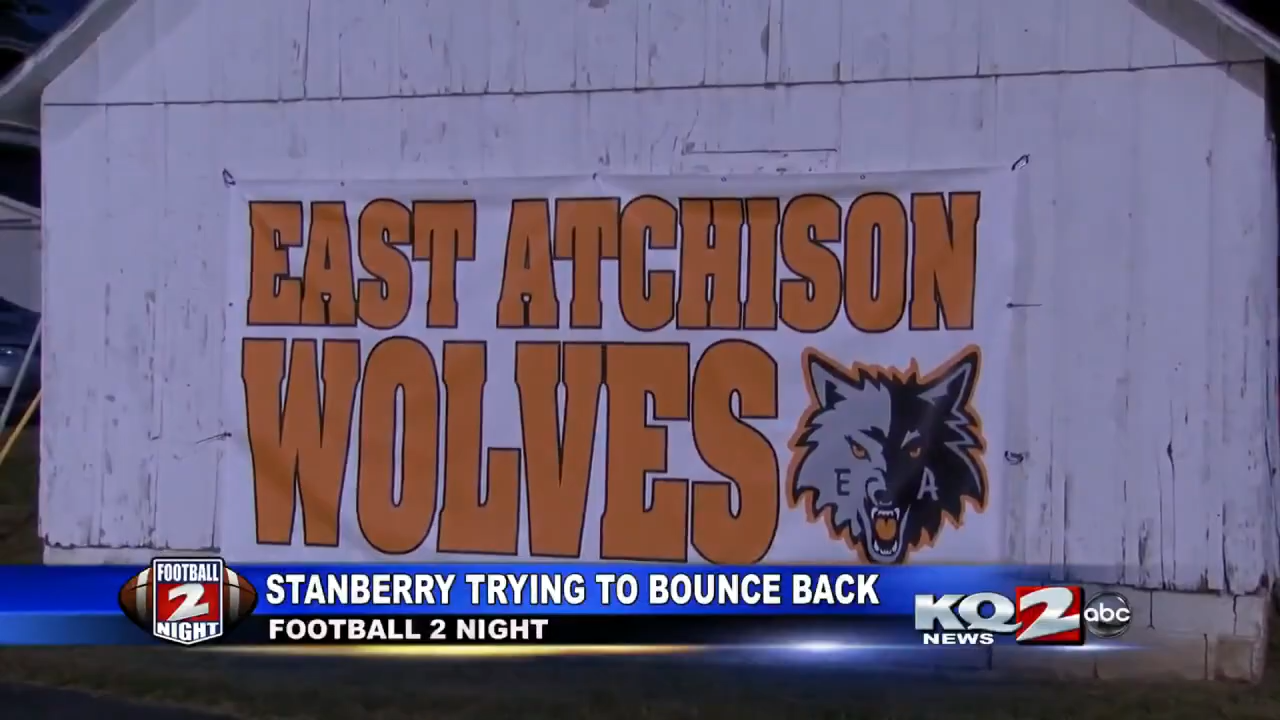 EAST ATCHISON
WOLVES
E A
FOOTBALL
2
NIGHT
STANBERRY TRYING TO BOUNCE BACK
FOOTBALL 2 NIGHT
KQ2
NEWS
abc